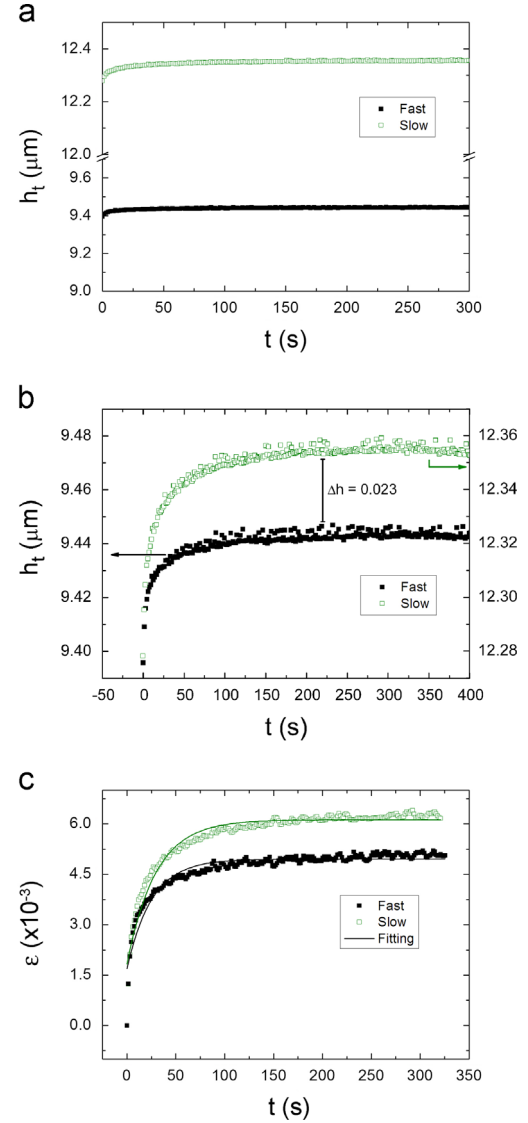 a
12.4
12.2
12.0
9.6
9.4
9.2
9.0
hₜ (μm)
Fast
Slow
0 50 100 150 200 250 300
t (s)
b
9.48
9.46
9.44
9.42
9.40
hₜ (μm)
12.36
12.34
12.32
12.30
12.28
Δh = 0.023
Fast
Slow
-50 0 50 100 150 200 250 300 350 400
t (s)
c
6.0
4.5
3.0
1.5
0.0
ε (x10-³)
Fast
Slow
Fitting
0 50 100 150 200 250 300 350
t (s)